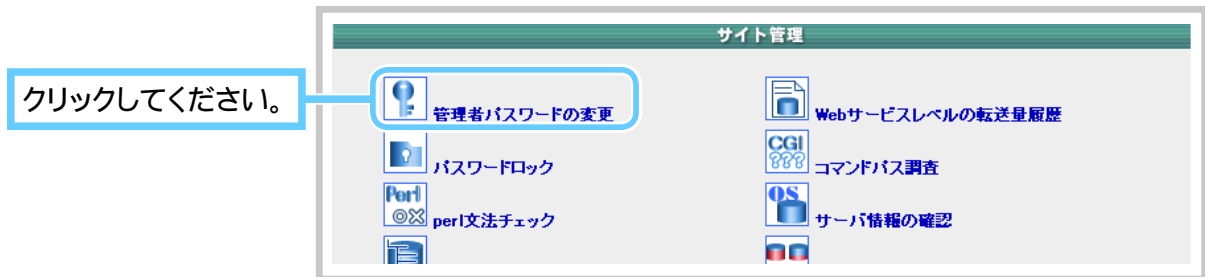 サイト管理
クリックしてください。
管理者パスワードの変更
Webサービスレベルの転送量履歴
パスワードロック
CGI
???
コマンドパス調査
Perl
perl文法チェック
OS
サーバ情報の確認